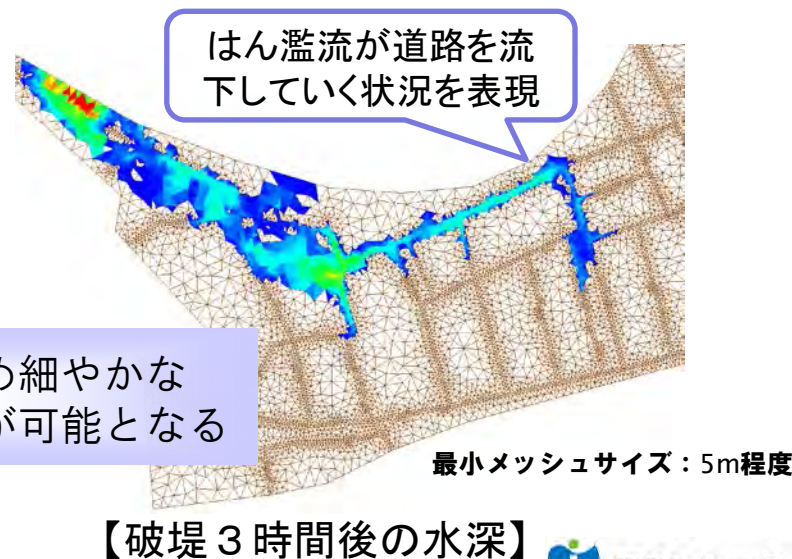 はん濫流が道路を流
下していく状況を表現
細やかな
が可能となる
最小メッシュサイズ：5m程度
【破堤３時間後の水深】